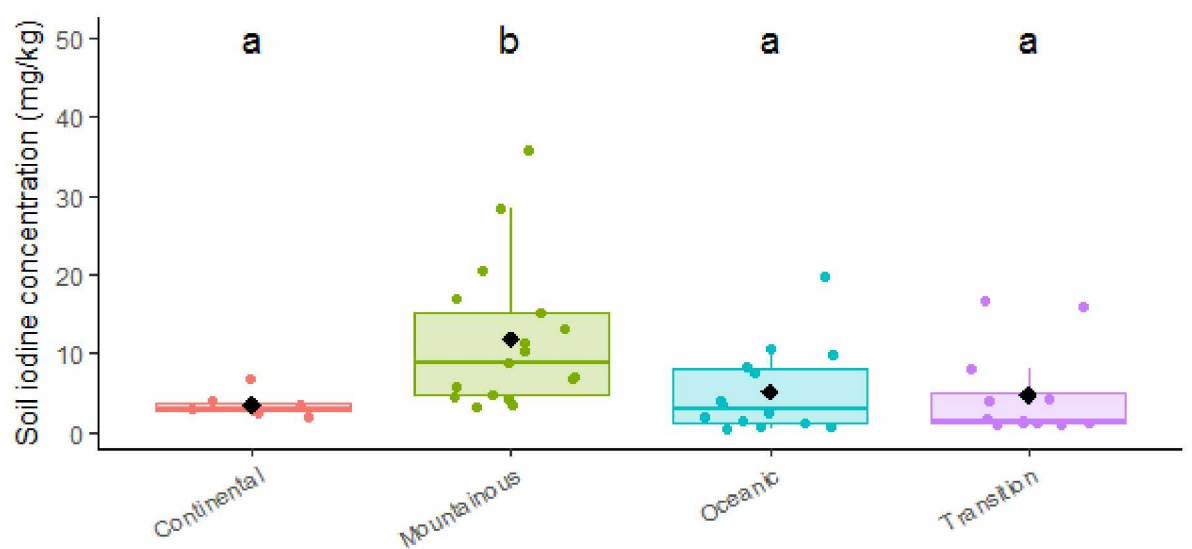 Soil iodine concentration (mg/kg)
50
40
30
20
10
0
a b a a
Continental Mountainous Oceanic Transition